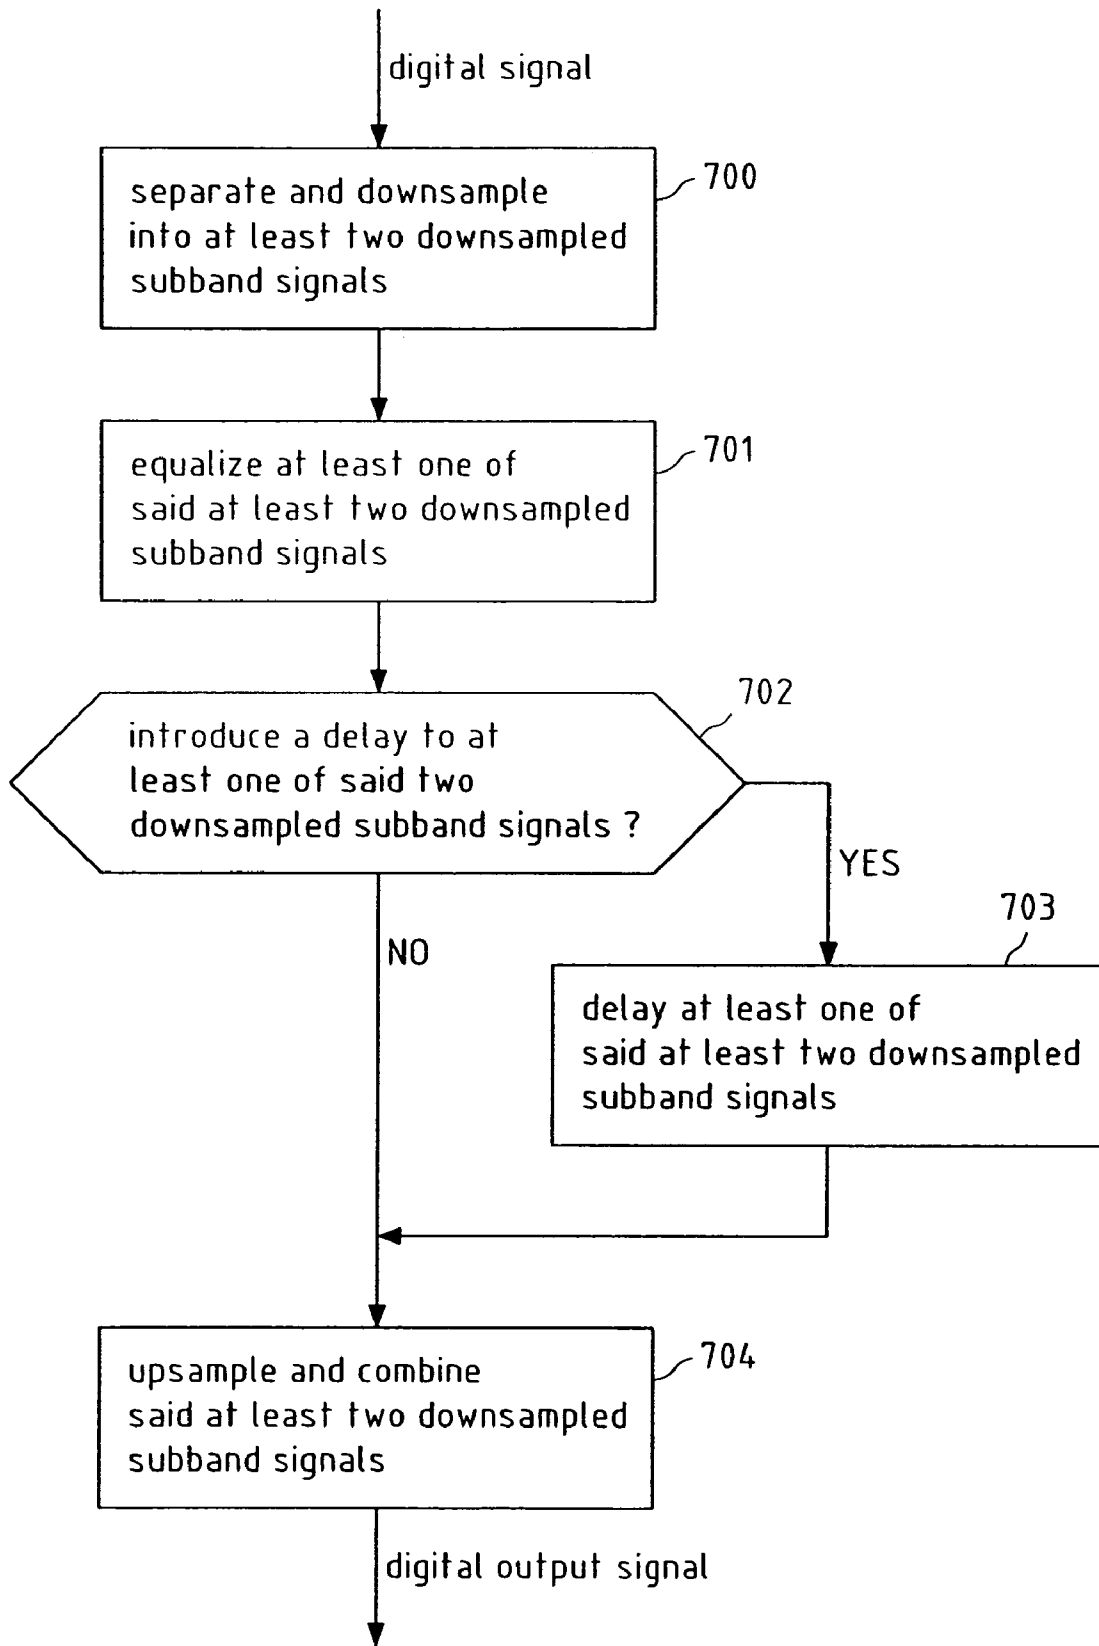 digital signal
700
separate and downsample
into at least two downsampled
subband signals
701
equalize at least one of
said at least two downsampled
subband signals
702
introduce a delay to at
least one of said two
downsampled subband signals ?
YES
NO
703
delay at least one of
said at least two downsampled
subband signals
704
upsample and combine
said at least two downsampled
subband signals
digital output signal